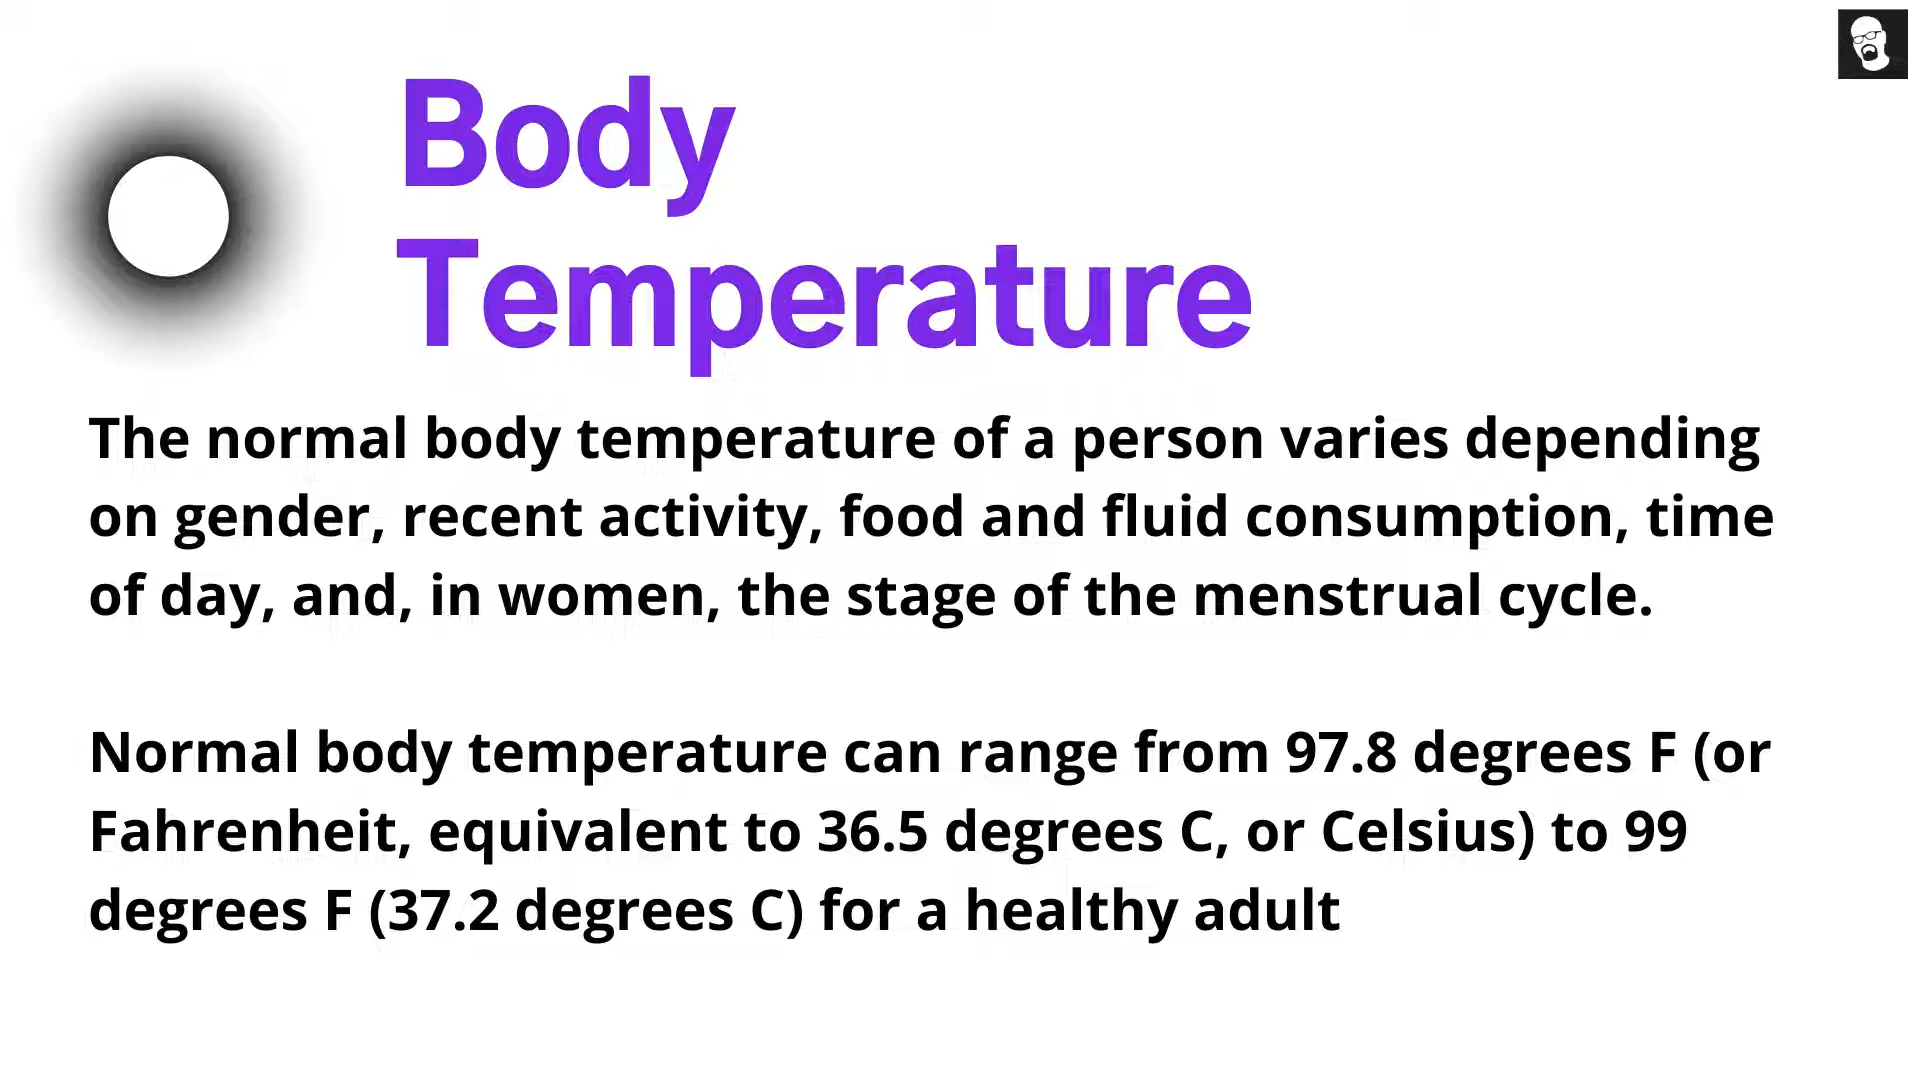 Body
Temperature
The normal body temperature of a person varies depending
on gender, recent activity, food and fluid consumption, time
of day, and, in women, the stage of the menstrual cycle.
Normal body temperature can range from 97.8 degrees F (or
Fahrenheit, equivalent to 36.5 degrees C, or Celsius) to 99
degrees F (37.2 degrees C) for a healthy adult